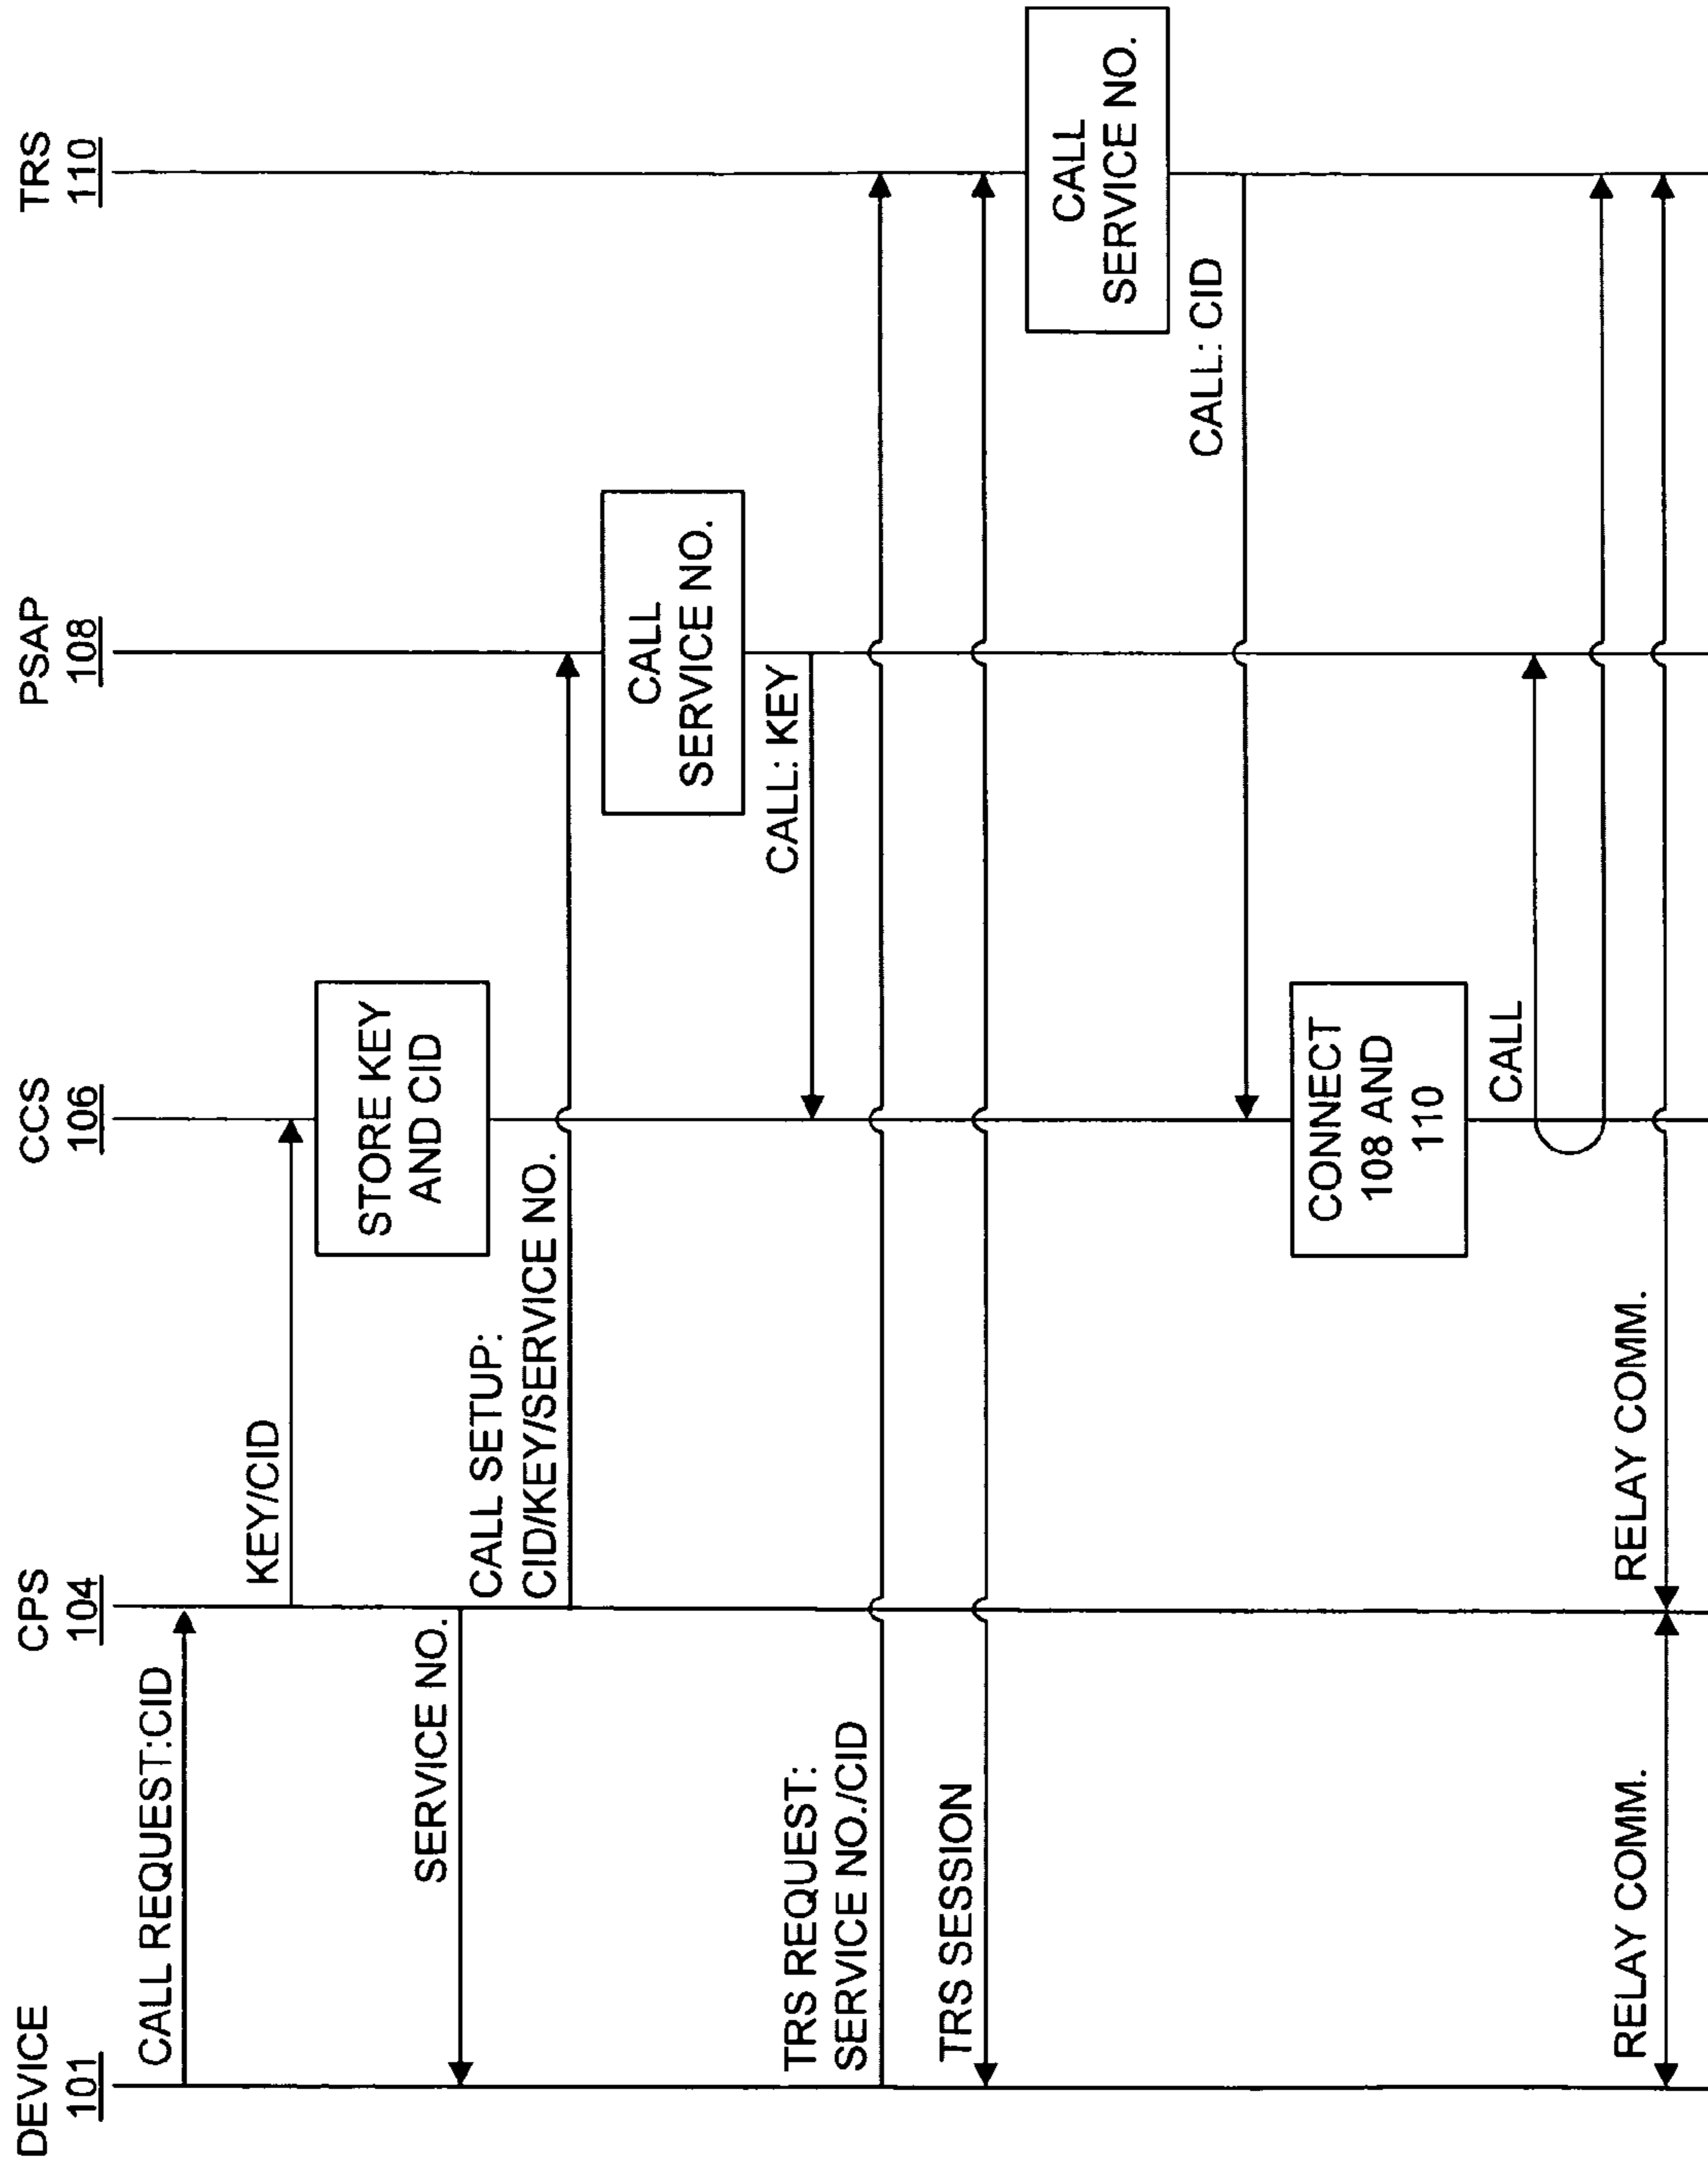 DEVICE
101
CPS
104
CCS
106
PSAP
108
TRS
110
CALL REQUEST:CID
KEY/CID
STORE KEY
AND CID
SERVICE NO.
CALL SETUP:
CID/KEY/SERVICE NO.
CALL
SERVICE NO.
CALL: KEY
TRS REQUEST:
SERVICE NO./CID
TRS SESSION
CALL
SERVICE NO.
CALL: CID
CONNECT
108 AND
110
CALL
RELAY COMM.
RELAY COMM.